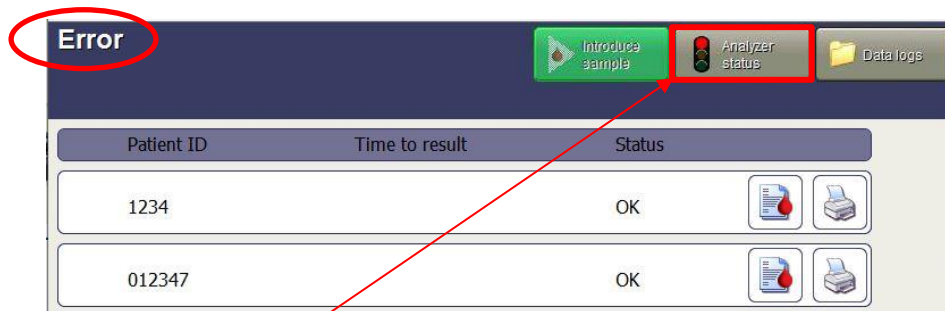 Error
Introduce
sample
Analyzer
status
Data logs
Patient ID Time to result Status
1234 OK
012347 OK